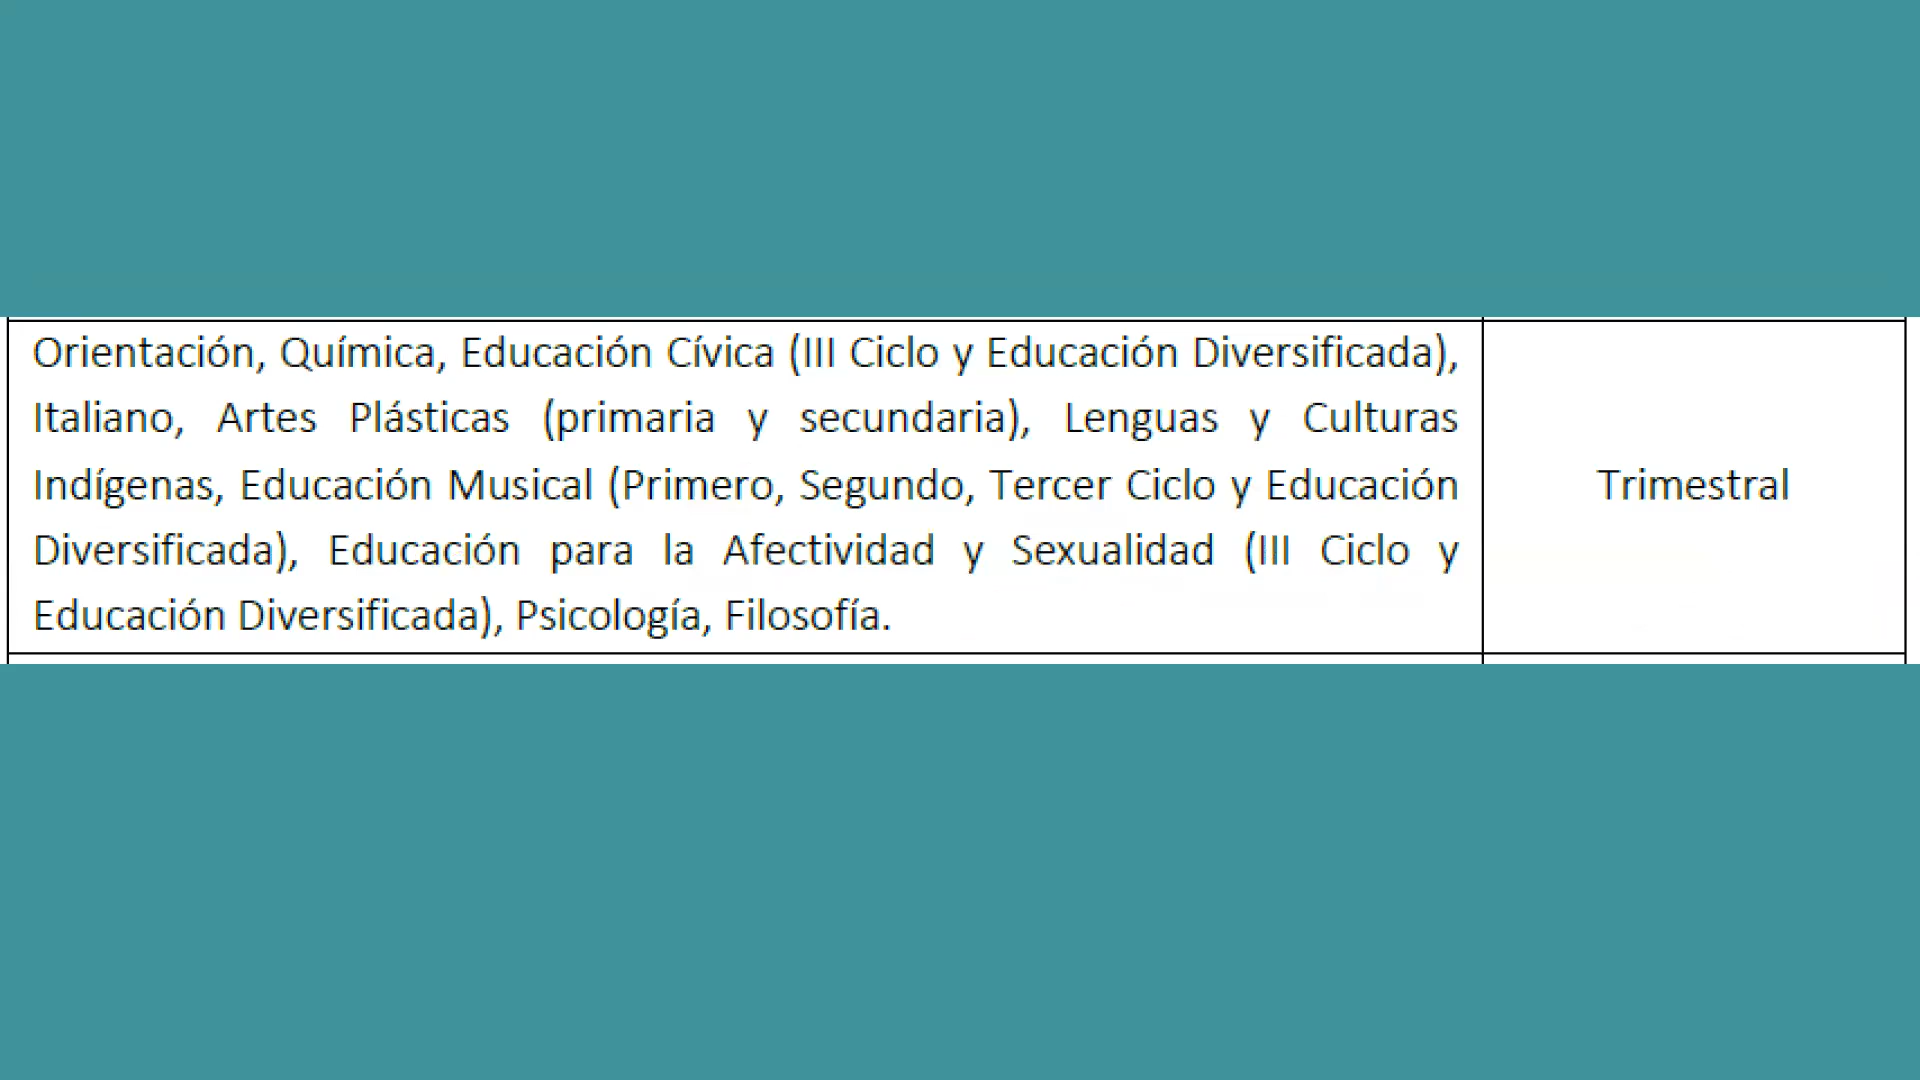 Orientación, Química, Educación Cívica (III Ciclo y Educación Diversificada),
Italiano, Artes Plásticas (primaria y secundaria), Lenguas y Culturas
Indígenas, Educación Musical (Primero, Segundo, Tercer Ciclo y Educación
Diversificada), Educación para la Afectividad y Sexualidad (III Ciclo y
Educación Diversificada), Psicología, Filosofía.
Trimestral